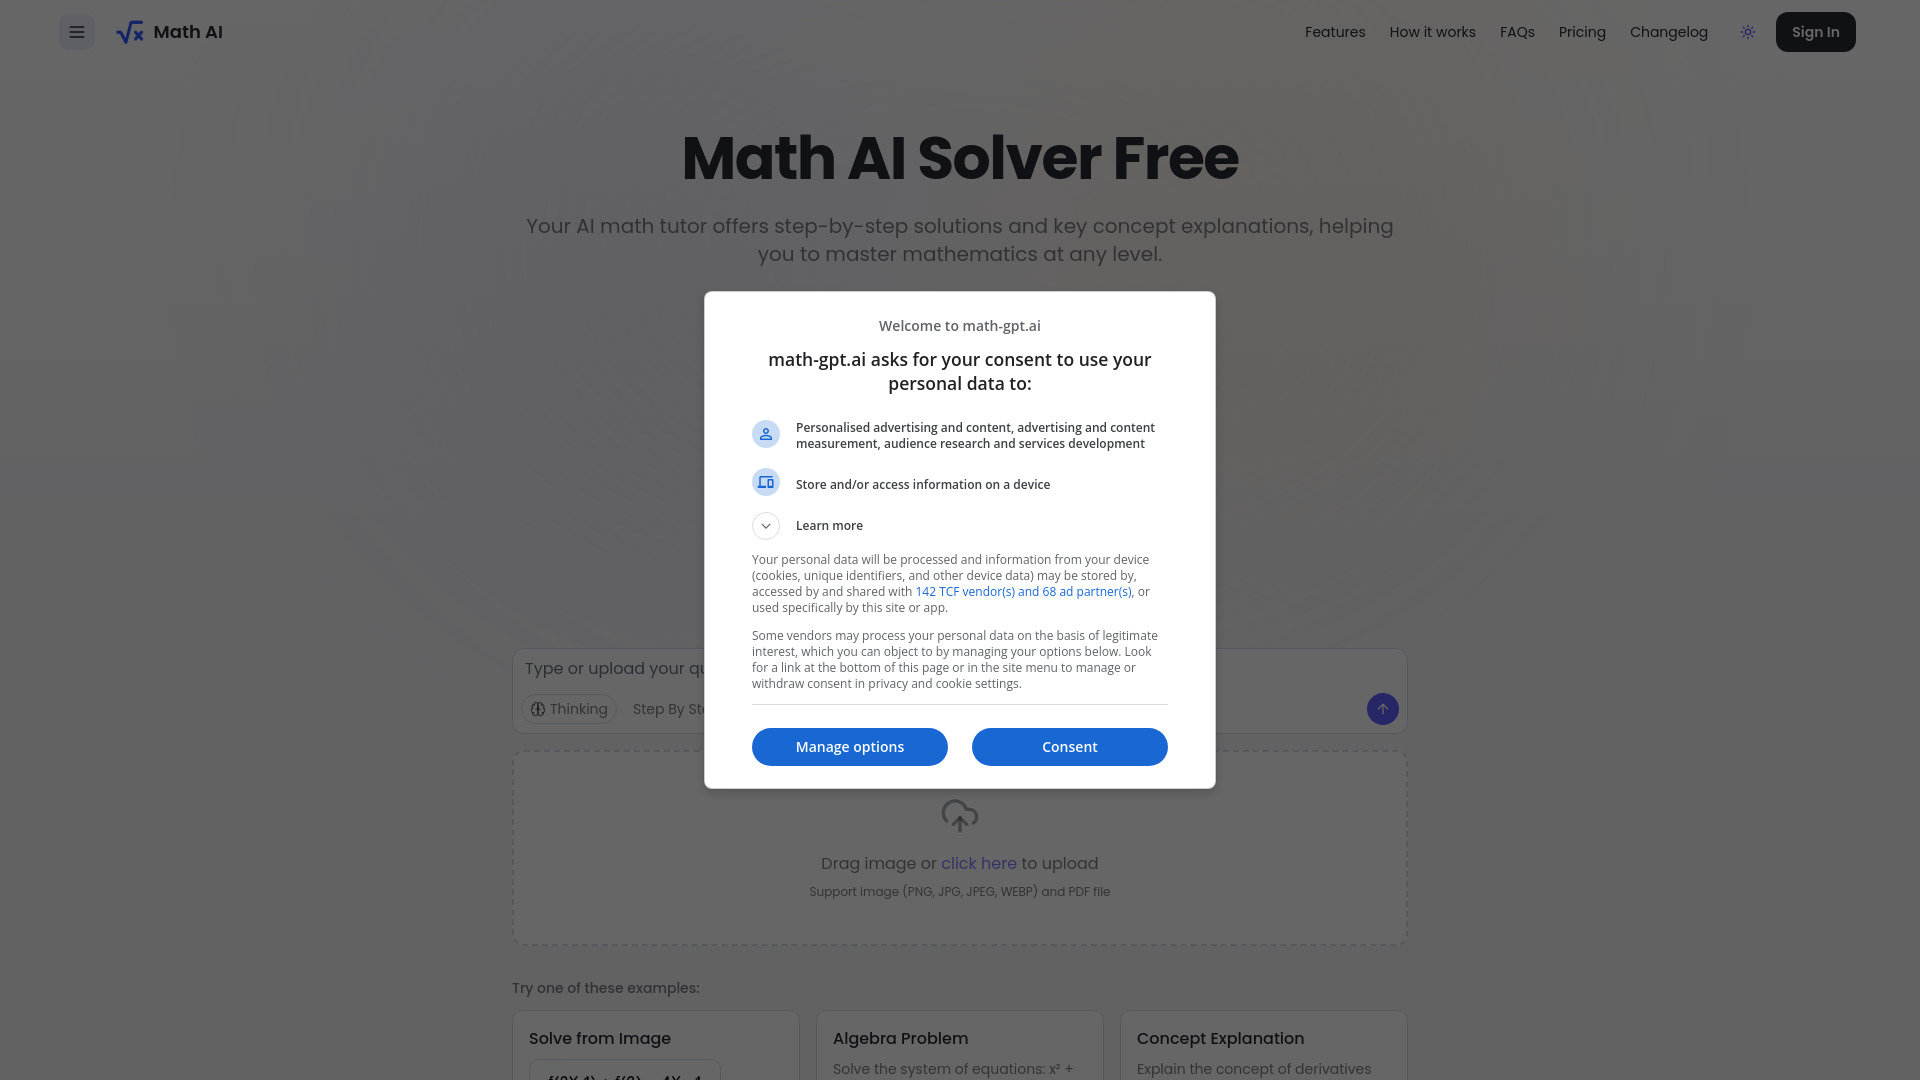 Math AI
Features
How it works
FAQs
Pricing
Changelog
Sign In
Math AI Solver Free
Your AI math tutor offers step-by-step solutions and key concept explanations, helping
you to master mathematics at any level.
Welcome to math-gpt.ai
math-gpt.ai asks for your consent to use your
personal data to:
Personalised advertising and content, advertising and content
measurement, audience research and services development
Store and/or access information on a device
Learn more
Your personal data will be processed and information from your device
(cookies, unique identifiers, and other device data) may be stored by,
accessed by and shared with 142 TCF vendor(s) and 68 ad partner(s), or
used specifically by this site or app.
Some vendors may process your personal data on the basis of legitimate
interest, which you can object to by managing your options below. Look
for a link at the bottom of this page or in the site menu to manage or
withdraw consent in privacy and cookie settings.
Manage options
Consent
Type or upload your
Thinking
Step By
Drag image or click here to upload
Support image (PNG, JPG, JPEG, WEBP) and PDF file
Try one of these examples:
Solve from Image
Algebra Problem
Solve the system of equations: x² +
Concept Explanation
Explain the concept of derivatives